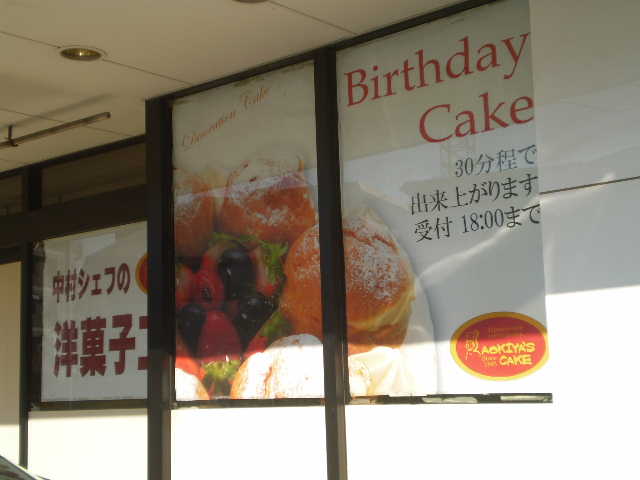 Decoration Cake
Birthday
Cake
30分程で
出来上がります
受付 18:00まで
中村シェフの
洋菓子
AOKIYA'S
CAKE